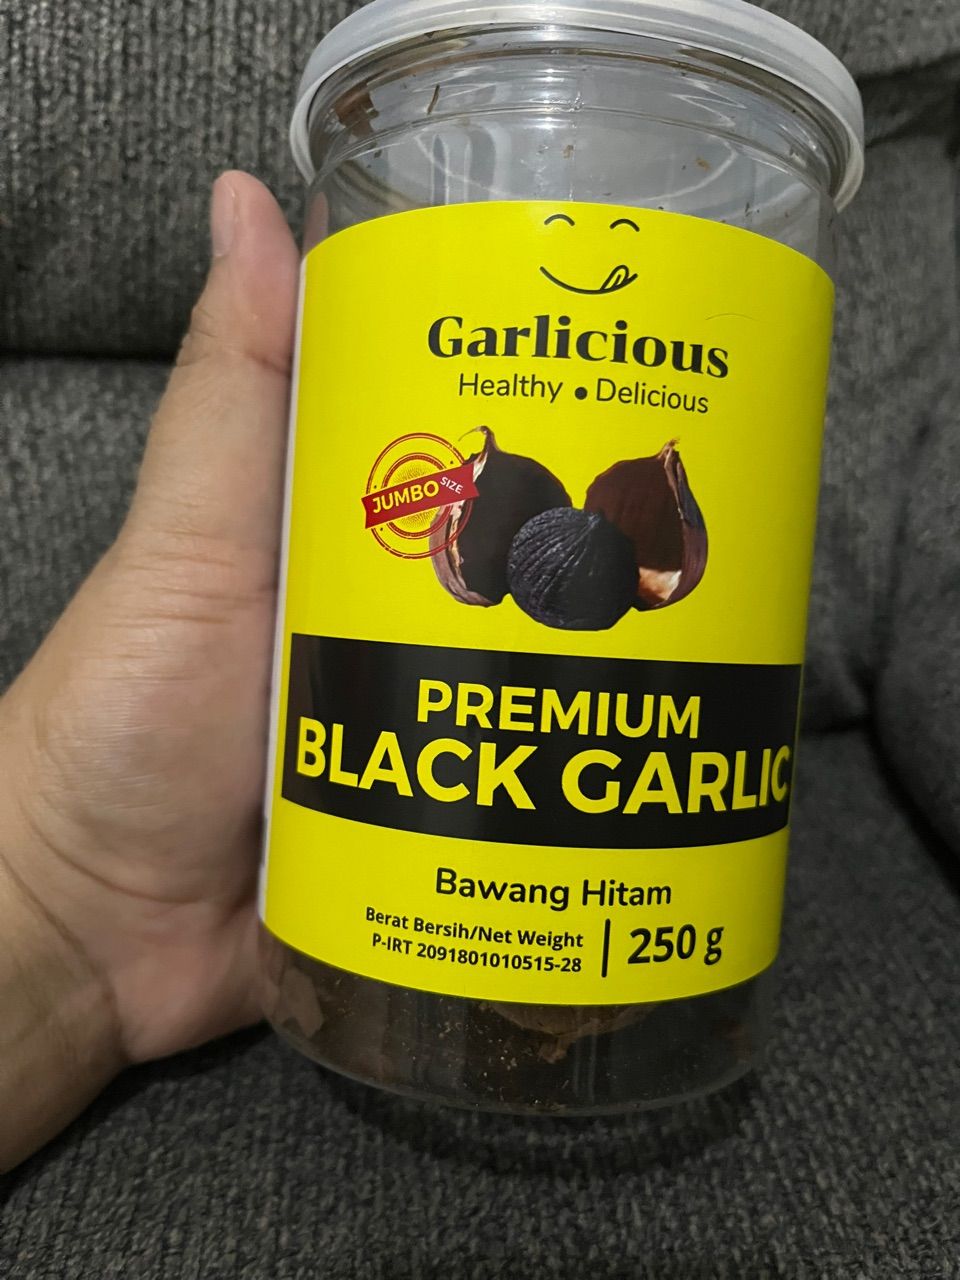 Garlicious
Healthy • Delicious
JUMBO SIZE
PREMIUM
BLACK GARLIC
Bawang Hitam
Berat Bersih/Net Weight
P-IRT 2091801010515-28
250 g